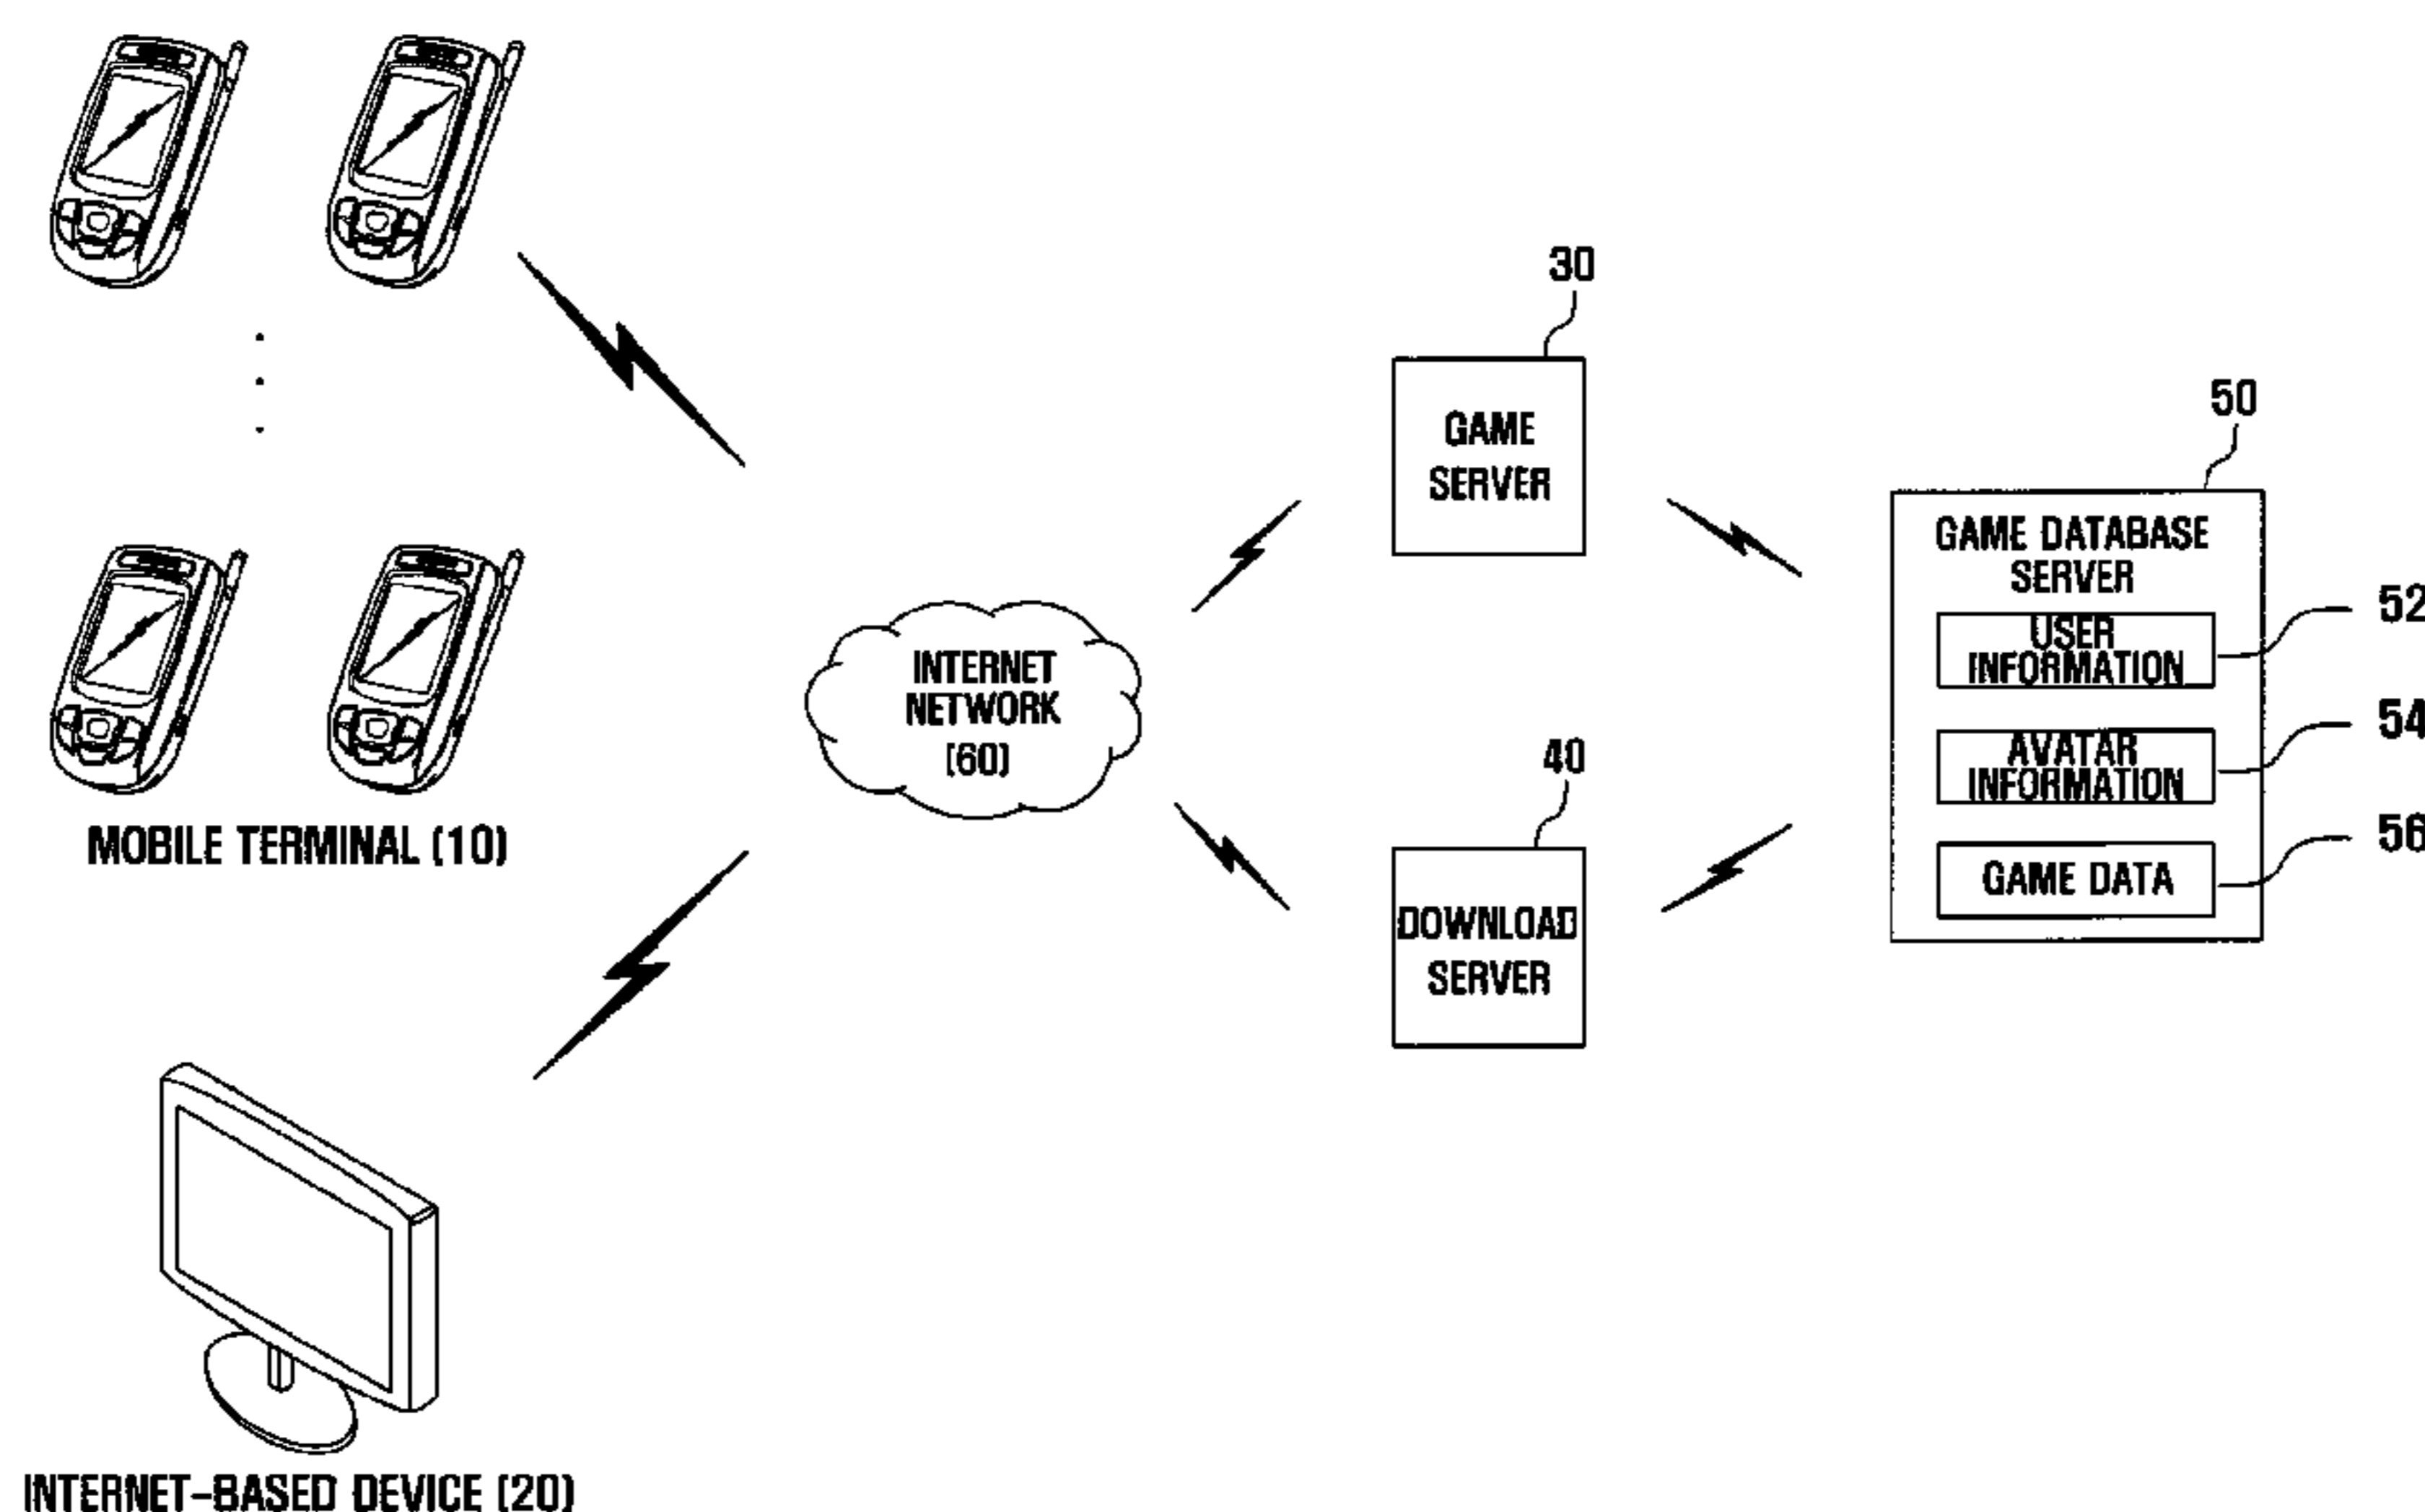 30
GAME
SERVER
50
GAME DATABASE
SERVER
52
USER
INFORMATION
54
AVATAR
INFORMATION
56
GAME DATA
INTERNET
NETWORK
(60)
40
DOWNLOAD
SERVER
MOBILE TERMINAL (10)
INTERNET-BASED DEVICE (20)